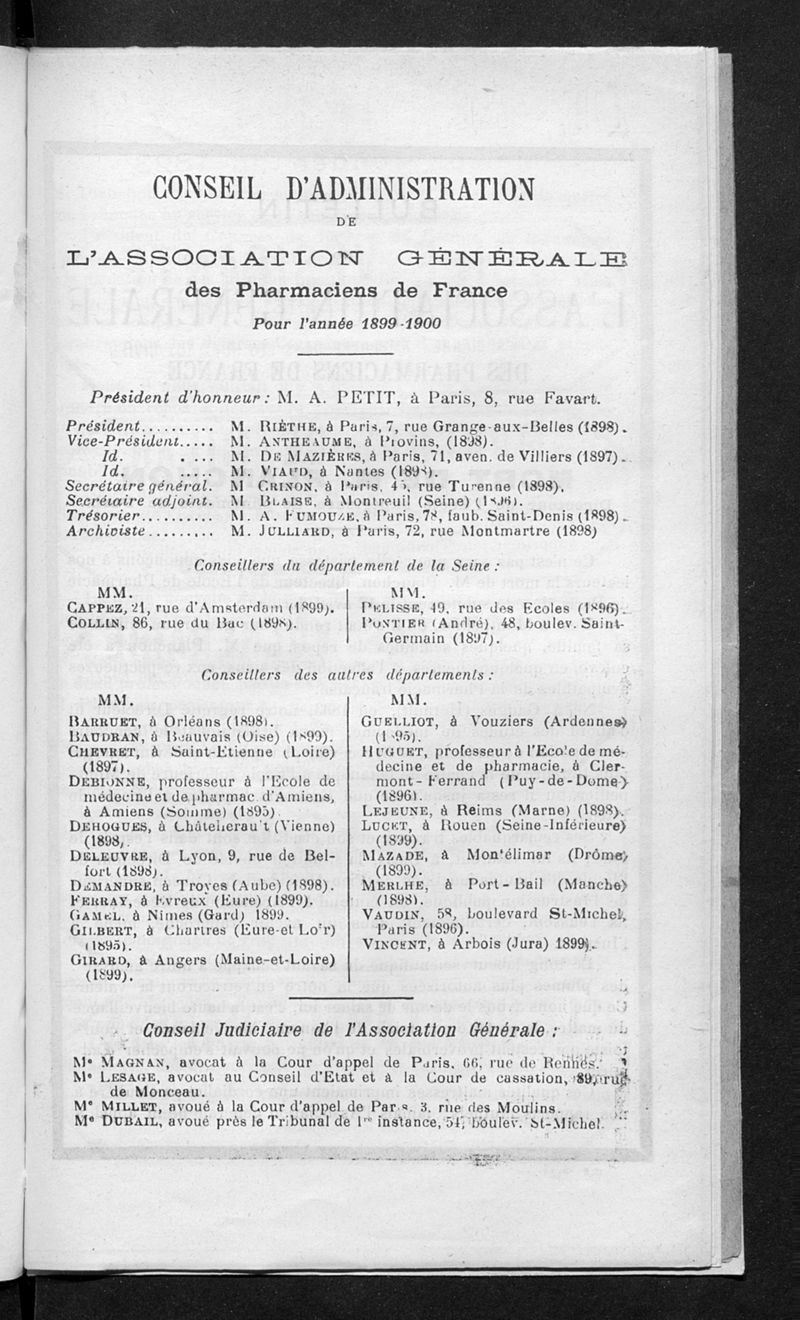 CONSEIL D'ADMINISTRATION
DE
L'ASSOCIATION GÉNÉRALE
des Pharmaciens de France
Pour l'année 1899-1900
Président d'honneur : M. A. PETIT, à Paris, 8, rue Favart.
Président.......... M. RIÈTHE, à Paris, 7, rue Grange-aux-Belles (1898).
Vice-Président..... M. ANTHEAUME, à Provins, (1898).
Id. .... M. DE MAZIÈRES, à Paris, 71, aven. de Villiers (1897).
Id. ..... M. VIAUD, à Nantes (1898).
Secrétaire général. M CRINON, à Paris, 45, rue Turenne (1898).
Secrétaire adjoint. M BLAISE, à Montreuil (Seine) (1896).
Trésorier.......... M. A. FUMOUZE, à Paris, 78, faub. Saint-Denis (1898).
Archiviste......... M. JULLIARD, à Paris, 72, rue Montmartre (1898)
Conseillers du département de la Seine :
MM.
CAPPEZ, 21, rue d'Amsterdam (1899).
COLLIN, 86, rue du Bac (1898).
MM.
PELISSE, 49, rue des Ecoles (1896).
PONTIER (André), 48, boulev. Saint-
Germain (1897).
Conseillers des autres départements :
MM.
BARRUET, à Orléans (1898).
BAUDRAN, à Beauvais (Oise) (1899).
CHEVRET, à Saint-Etienne (Loire)
(1897).
DEBIONNE, professeur à l'Ecole de
médecine et de pharmac. d'Amiens,
à Amiens (Somme) (1895)
DEHOGUES, à Châtellerault (Vienne)
(1898).
DELEUVRE, à Lyon, 9, rue de Bel-
fort (1898).
DEMANDRE, à Troyes (Aube) (1898).
FERRAY, à Evreux (Eure) (1899).
GAMEL, à Nimes (Gard) 1899.
GILBERT, à Chartres (Eure-et Loir)
(1895).
GIRARD, à Angers (Maine-et-Loire)
(1899).
MM.
GUELLIOT, à Vouziers (Ardennes)
(1895).
HUGUET, professeur à l'Ecole de mé-
decine et de pharmacie, à Cler-
mont-Ferrand (Puy-de-Dome)
(1896).
LEJEUNE, à Reims (Marne) (1898).
LUCET, à Rouen (Seine-Inférieure)
(1899).
MAZADE, à Montélimar (Drôme)
(1899).
MERLHE, à Port-Bail (Manche)
(1898).
VAUDIN, 58, boulevard St-Michel,
Paris (1896).
VINCENT, à Arbois (Jura) 1899).
Conseil Judiciaire de l'Association Générale :
Me MAGNAN, avocat à la Cour d'appel de Paris, 66, rue de Rennes.
Me LESAGE, avocat au Conseil d'Etat et à la Cour de cassation, 89, rue
de Monceau.
Me MILLET, avoué à la Cour d'appel de Paris, 3, rue des Moulins.
Me DUBAIL, avoué près le Tribunal de 1re instance, 54, boulev. St-Michel.